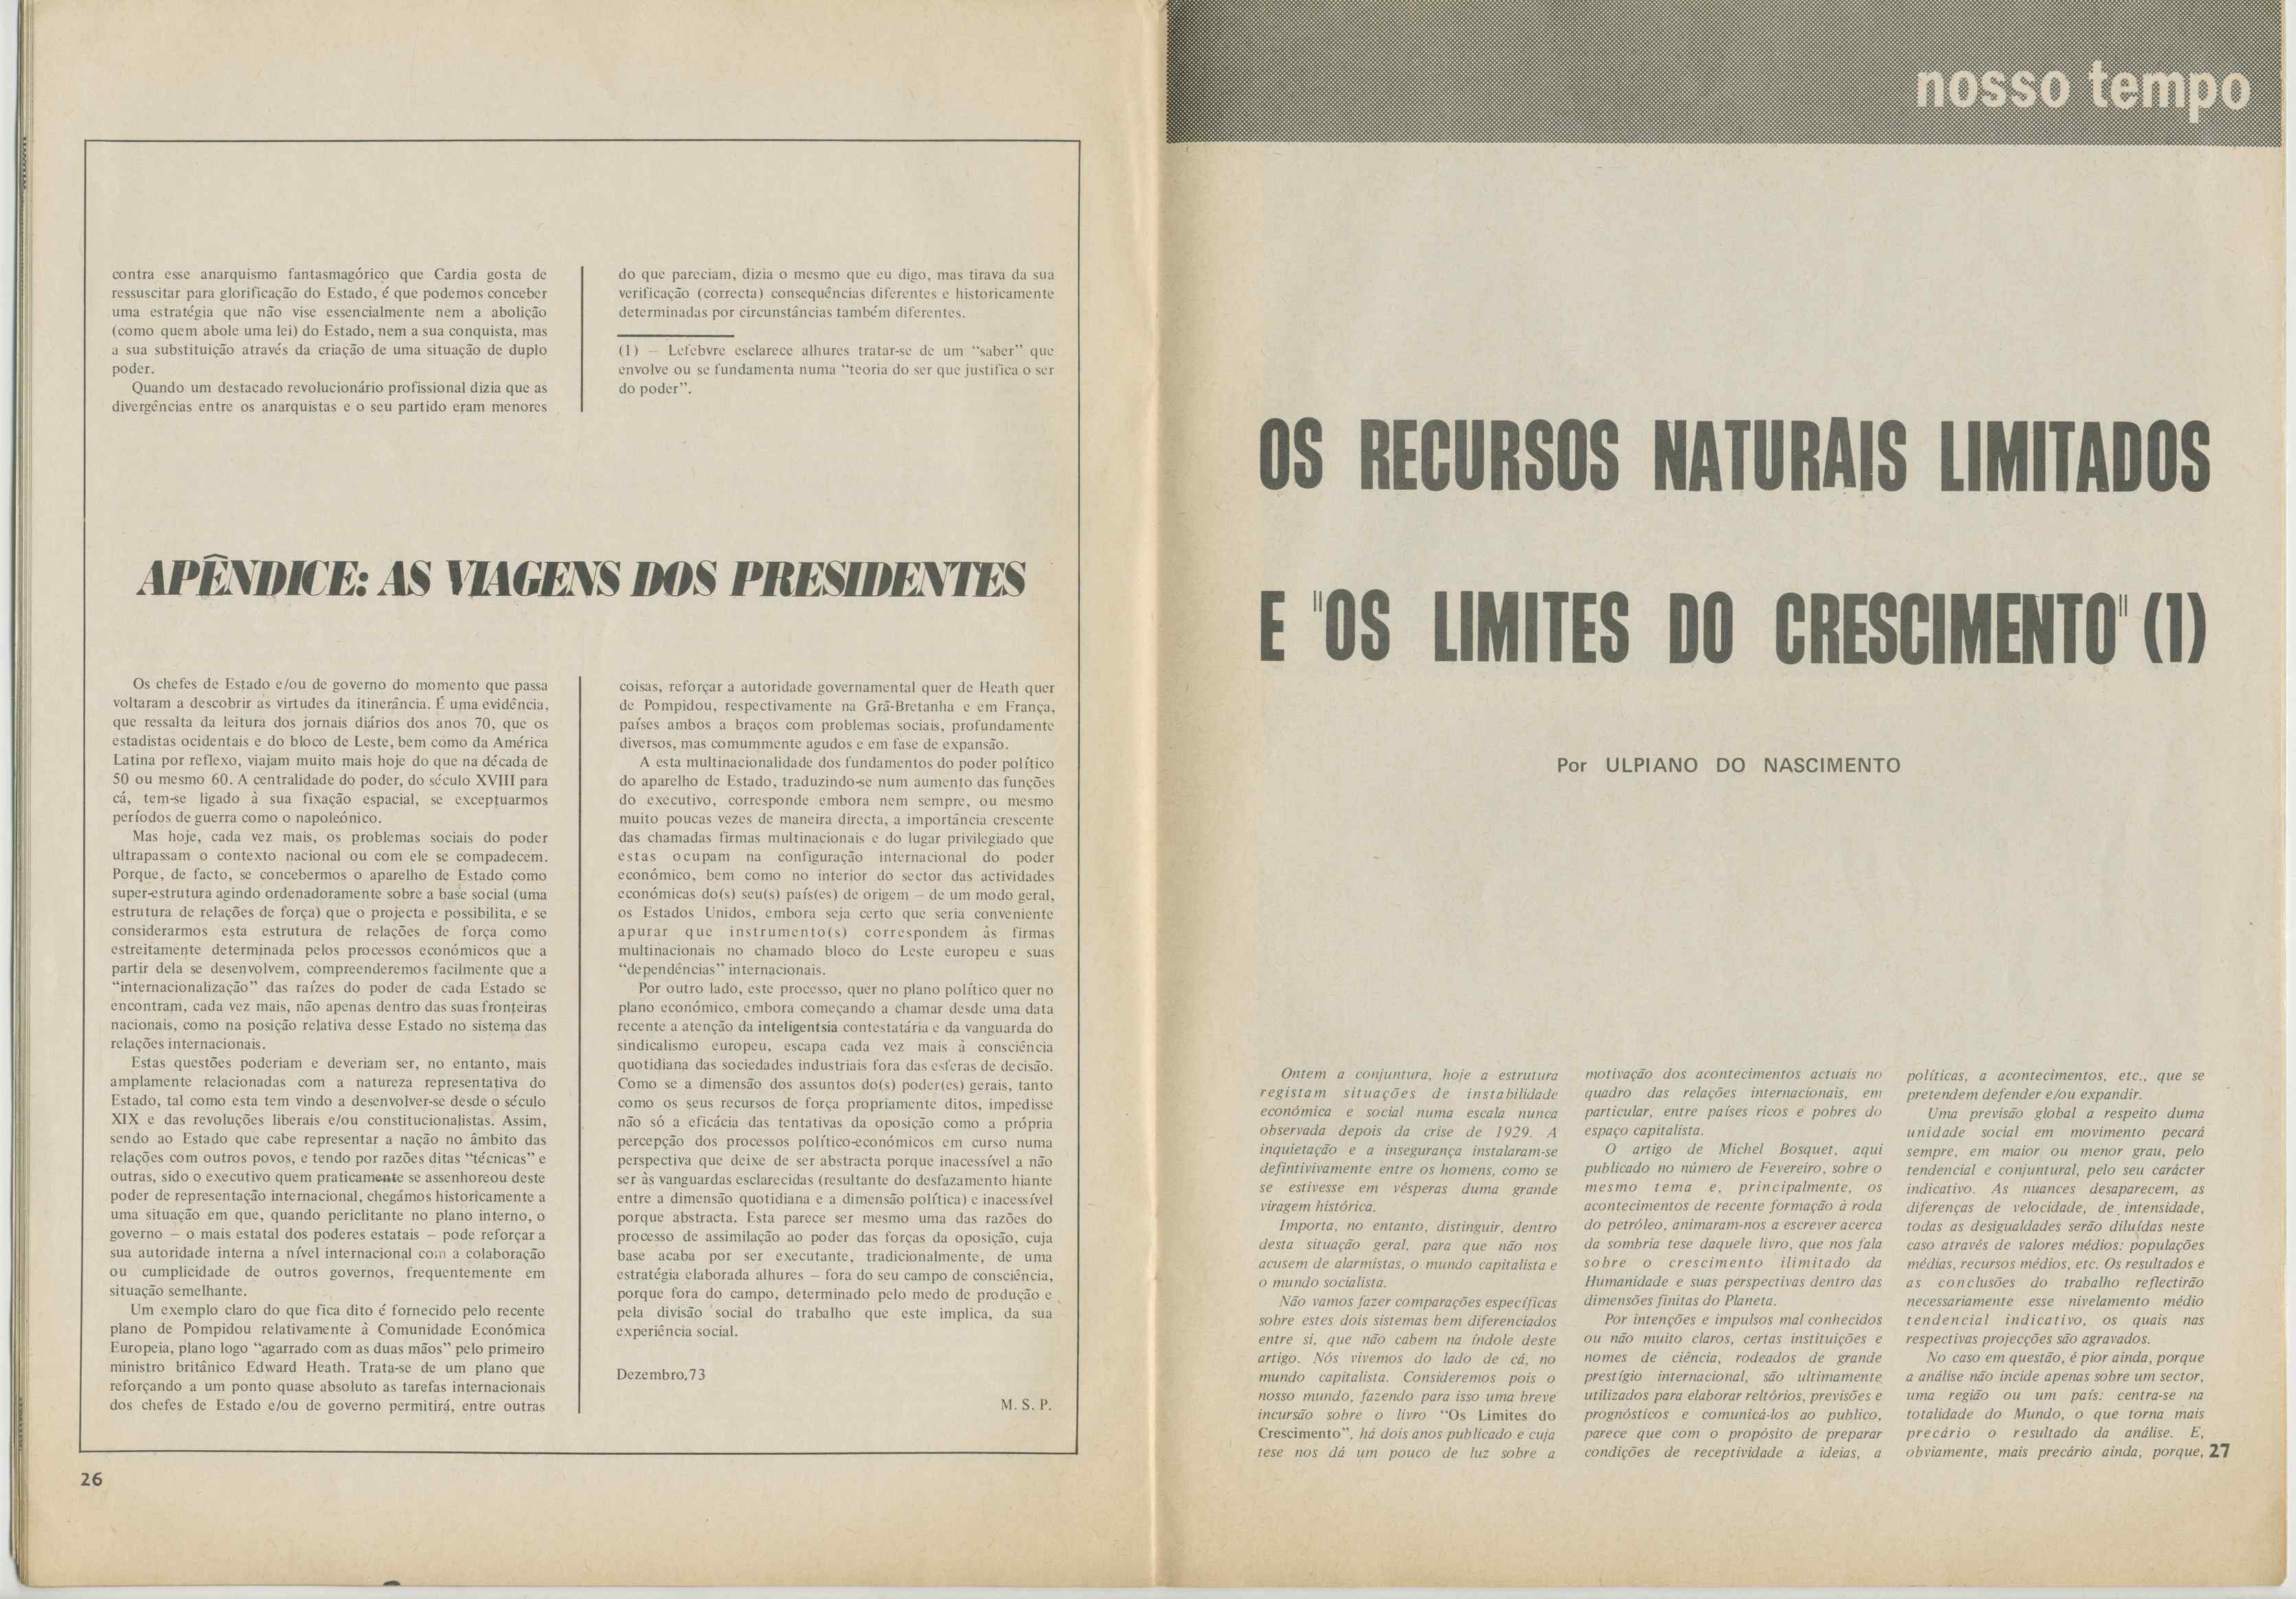 contra esse anarquismo fantasmagórico que Cardia gosta de
ressuscitar para glorificação do Estado, é que podemos conceber
uma estratégia que não vise essencialmente nem a abolição
(como quem abole uma lei) do Estado, nem a sua conquista, mas
a sua substituição através da criação de uma situação de duplo
poder.
Quando um destacado revolucionário profissional dizia que as
divergências entre os anarquistas e o seu partido eram menores
do que pareciam, dizia o mesmo que eu digo, mas tirava da sua
verificação (correcta) consequências diferentes e historicamente
determinadas por circunstâncias também diferentes.
(1) — Lefebvre esclarece alhures tratar-se de um “saber” que
envolve ou se fundamenta numa “teoria do ser que justifica o ser
do poder”.
APÊNDICE: AS VIAGENS DOS PRESIDENTES
Os chefes de Estado e/ou de governo do momento que passa
voltaram a descobrir as virtudes da itinerância. É uma evidência,
que ressalta da leitura dos jornais diários dos anos 70, que os
estadistas ocidentais e do bloco de Leste, bem como da América
Latina por reflexo, viajam muito mais hoje do que na década de
50 ou mesmo 60. A centralidade do poder, do século XVIII para
cá, tem-se ligado à sua fixação espacial, se exceptuarmos
períodos de guerra como o napoleónico.
Mas hoje, cada vez mais, os problemas sociais do poder
ultrapassam o contexto nacional ou com ele se compadecem.
Porque, de facto, se concebermos o aparelho de Estado como
super-estrutura agindo ordenadoramente sobre a base social (uma
estrutura de relações de força) que o projecta e possibilita, e se
considerarmos esta estrutura de relações de força como
estreitamente determinada pelos processos económicos que a
partir dela se desenvolvem, compreenderemos facilmente que a
“internacionalização” das raízes do poder de cada Estado se
encontram, cada vez mais, não apenas dentro das suas fronteiras
nacionais, como na posição relativa desse Estado no sistema das
relações internacionais.
Estas questões poderiam e deveriam ser, no entanto, mais
amplamente relacionadas com a natureza representativa do
Estado, tal como esta tem vindo a desenvolver-se desde o século
XIX e das revoluções liberais e/ou constitucionalistas. Assim,
sendo ao Estado que cabe representar a nação no âmbito das
relações com outros povos, e tendo por razões ditas “técnicas” e
outras, sido o executivo quem praticamente se assenhoreou deste
poder de representação internacional, chegámos historicamente a
uma situação em que, quando periclitante no plano interno, o
governo — o mais estatal dos poderes estatais — pode reforçar a
sua autoridade interna a nível internacional com a colaboração
ou cumplicidade de outros governos, frequentemente em
situação semelhante.
Um exemplo claro do que fica dito é fornecido pelo recente
plano de Pompidou relativamente à Comunidade Económica
Europeia, plano logo “agarrado com as duas mãos” pelo primeiro
ministro britânico Edward Heath. Trata-se de um plano que
reforçando a um ponto quase absoluto as tarefas internacionais
dos chefes de Estado e/ou de governo permitirá, entre outras
coisas, reforçar a autoridade governamental quer de Heath quer
de Pompidou, respectivamente na Grã-Bretanha e em França,
países ambos a braços com problemas sociais, profundamente
diversos, mas comummente agudos e em fase de expansão.
A esta multinacionalidade dos fundamentos do poder político
do aparelho de Estado, traduzindo-se num aumento das funções
do executivo, corresponde embora nem sempre, ou mesmo
muito poucas vezes de maneira directa, a importância crescente
das chamadas firmas multinacionais e do lugar privilegiado que
estas ocupam na configuração internacional do poder
económico, bem como no interior do sector das actividades
económicas do(s) seu(s) país(es) de origem — de um modo geral,
os Estados Unidos, embora seja certo que seria conveniente
apurar que instrumento(s) correspondem às firmas
multinacionais no chamado bloco do Leste europeu e suas
“dependências” internacionais.
Por outro lado, este processo, quer no plano político quer no
plano económico, embora começando a chamar desde uma data
recente a atenção da inteligentsia contestatária e da vanguarda do
sindicalismo europeu, escapa cada vez mais à consciência
quotidiana das sociedades industriais fora das esferas de decisão.
Como se a dimensão dos assuntos do(s) poder(es) gerais, tanto
como os seus recursos de força propriamente ditos, impedisse
não só a eficácia das tentativas da oposição como a própria
percepção dos processos político-económicos em curso numa
perspectiva que deixe de ser abstracta porque inacessível a não
ser às vanguardas esclarecidas (resultante do desfazamento hiante
entre a dimensão quotidiana e a dimensão política) e inacessível
porque abstracta. Esta parece ser mesmo uma das razões do
processo de assimilação ao poder das forças da oposição, cuja
base acaba por ser executante, tradicionalmente, de uma
estratégia elaborada alhures — fora do seu campo de consciência,
porque fora do campo, determinado pelo medo de produção e
pela divisão social do trabalho que este implica, da sua
experiência social.
Dezembro,73
M. S. P.
26
nosso tempo
OS RECURSOS NATURAIS LIMITADOS
E "OS LIMITES DO CRESCIMENTO" (1)
Por ULPIANO DO NASCIMENTO
Ontem a conjuntura, hoje a estrutura
registam situações de instabilidade
económica e social numa escala nunca
observada depois da crise de 1929. A
inquietação e a insegurança instalaram-se
defintivivamente entre os homens, como se
se estivesse em vésperas duma grande
viragem histórica.
Importa, no entanto, distinguir, dentro
desta situação geral, para que não nos
acusem de alarmistas, o mundo capitalista e
o mundo socialista.
Não vamos fazer comparações específicas
sobre estes dois sistemas bem diferenciados
entre si, que não cabem na índole deste
artigo. Nós vivemos do lado de cá, no
mundo capitalista. Consideremos pois o
nosso mundo, fazendo para isso uma breve
incursão sobre o livro “Os Limites do
Crescimento”, há dois anos publicado e cuja
tese nos dá um pouco de luz sobre a
motivação dos acontecimentos actuais no
quadro das relações internacionais, em
particular, entre países ricos e pobres do
espaço capitalista.
O artigo de Michel Bosquet, aqui
publicado no número de Fevereiro, sobre o
mesmo tema e, principalmente, os
acontecimentos de recente formação à roda
do petróleo, animaram-nos a escrever acerca
da sombria tese daquele livro, que nos fala
sobre o crescimento ilimitado da
Humanidade e suas perspectivas dentro das
dimensões finitas do Planeta.
Por intenções e impulsos mal conhecidos
ou não muito claros, certas instituições e
nomes de ciência, rodeados de grande
prestígio internacional, são ultimamente
utilizados para elaborar reltórios, previsões e
prognósticos e comunicá-los ao publico,
parece que com o propósito de preparar
condições de receptividade a ideias, a
políticas, a acontecimentos, etc., que se
pretendem defender e/ou expandir.
Uma previsão global a respeito duma
unidade social em movimento pecará
sempre, em maior ou menor grau, pelo
tendencial e conjuntural, pelo seu carácter
indicativo. As nuances desaparecem, as
diferenças de velocidade, de intensidade,
todas as desigualdades serão diluídas neste
caso através de valores médios: populações
médias, recursos médios, etc. Os resultados e
as conclusões do trabalho reflectirão
necessariamente esse nivelamento médio
tendencial indicativo, os quais nas
respectivas projecções são agravados.
No caso em questão, é pior ainda, porque
a análise não incide apenas sobre um sector,
uma região ou um país: centra-se na
totalidade do Mundo, o que torna mais
precário o resultado da análise. E,
obviamente, mais precário ainda, porque,
27